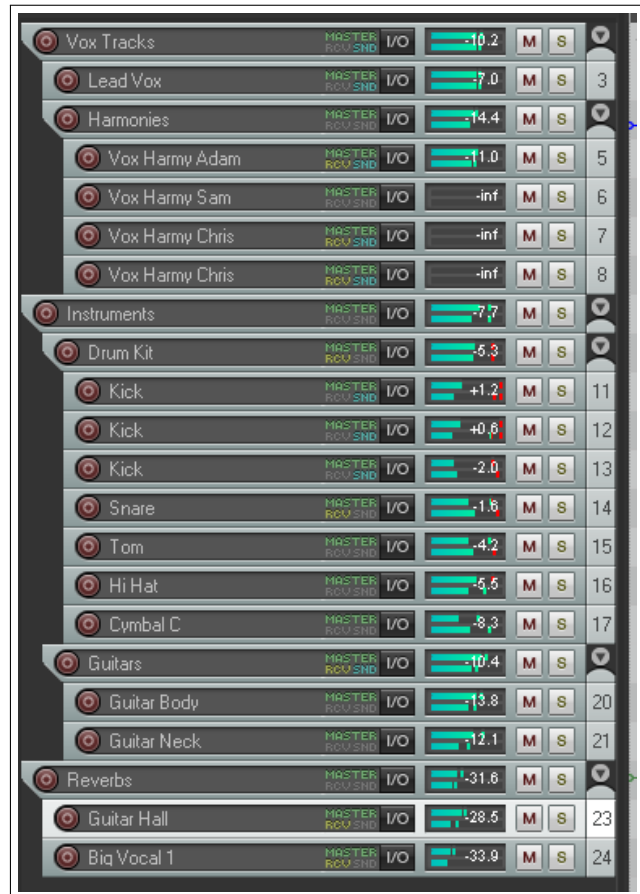 Vox Tracks MASTER RCV SND I/O -10.2 M S
Lead Vox MASTER RCV SND I/O -7.0 M S 3
Harmonies MASTER RCV SND I/O -14.4 M S
Vox Harmy Adam MASTER RCV SND I/O -11.0 M S 5
Vox Harmy Sam MASTER RCV SND I/O -inf M S 6
Vox Harmy Chris MASTER RCV SND I/O -inf M S 7
Vox Harmy Chris MASTER RCV SND I/O -inf M S 8
Instruments MASTER RCV SND I/O -7.7 M S
Drum Kit MASTER RCV SND I/O -5.3 M S
Kick MASTER RCV SND I/O +1.2 M S 11
Kick MASTER RCV SND I/O +0.6 M S 12
Kick MASTER RCV SND I/O -2.0 M S 13
Snare MASTER RCV SND I/O -1.6 M S 14
Tom MASTER RCV SND I/O -4.2 M S 15
Hi Hat MASTER RCV SND I/O -5.5 M S 16
Cymbal C MASTER RCV SND I/O -8.3 M S 17
Guitars MASTER RCV SND I/O -10.4 M S
Guitar Body MASTER RCV SND I/O -13.8 M S 20
Guitar Neck MASTER RCV SND I/O -12.1 M S 21
Reverbs MASTER RCV SND I/O -31.6 M S
Guitar Hall MASTER RCV SND I/O -28.5 M S 23
Big Vocal 1 MASTER RCV SND I/O -33.9 M S 24